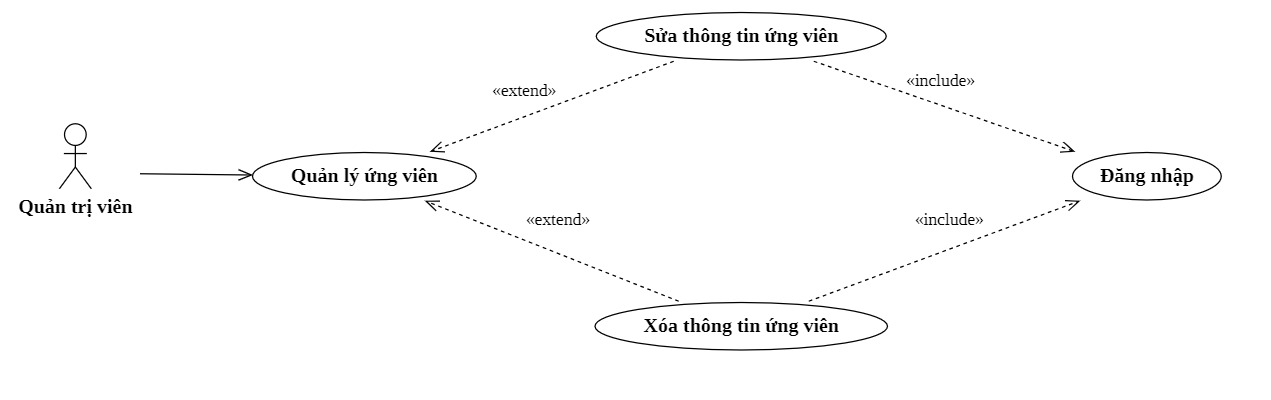 Sửa thông tin ứng viên
«extend»
«include»
Quản lý ứng viên
Đăng nhập
Quản trị viên
«extend»
«include»
Xóa thông tin ứng viên